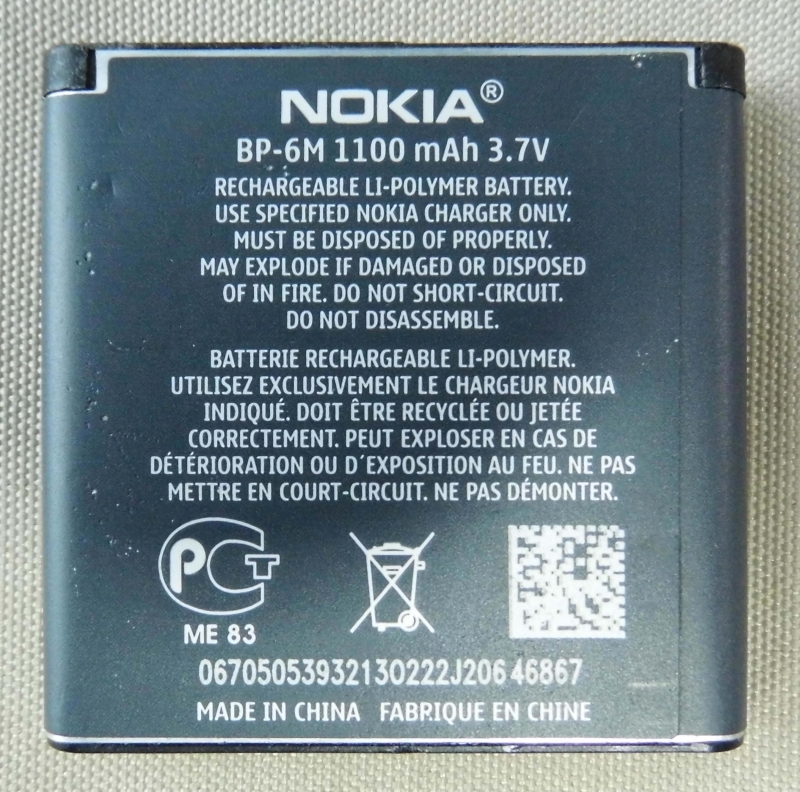 NOKIA®
BP-6M 1100 mAh 3.7V
RECHARGEABLE LI-POLYMER BATTERY.
USE SPECIFIED NOKIA CHARGER ONLY.
MUST BE DISPOSED OF PROPERLY.
MAY EXPLODE IF DAMAGED OR DISPOSED
OF IN FIRE. DO NOT SHORT-CIRCUIT.
DO NOT DISASSEMBLE.
BATTERIE RECHARGEABLE LI-POLYMER.
UTILISEZ EXCLUSIVEMENT LE CHARGEUR NOKIA
INDIQUÉ. DOIT ÊTRE RECYCLÉE OU JETÉE
CORRECTEMENT. PEUT EXPLOSER EN CAS DE
DÉTÉRIORATION OU D´EXPOSITION AU FEU. NE PAS
METTRE EN COURT-CIRCUIT. NE PAS DÉMONTER.
РСТ
ME 83
0670505393213O222J206 46867
MADE IN CHINA FABRIQUE EN CHINE